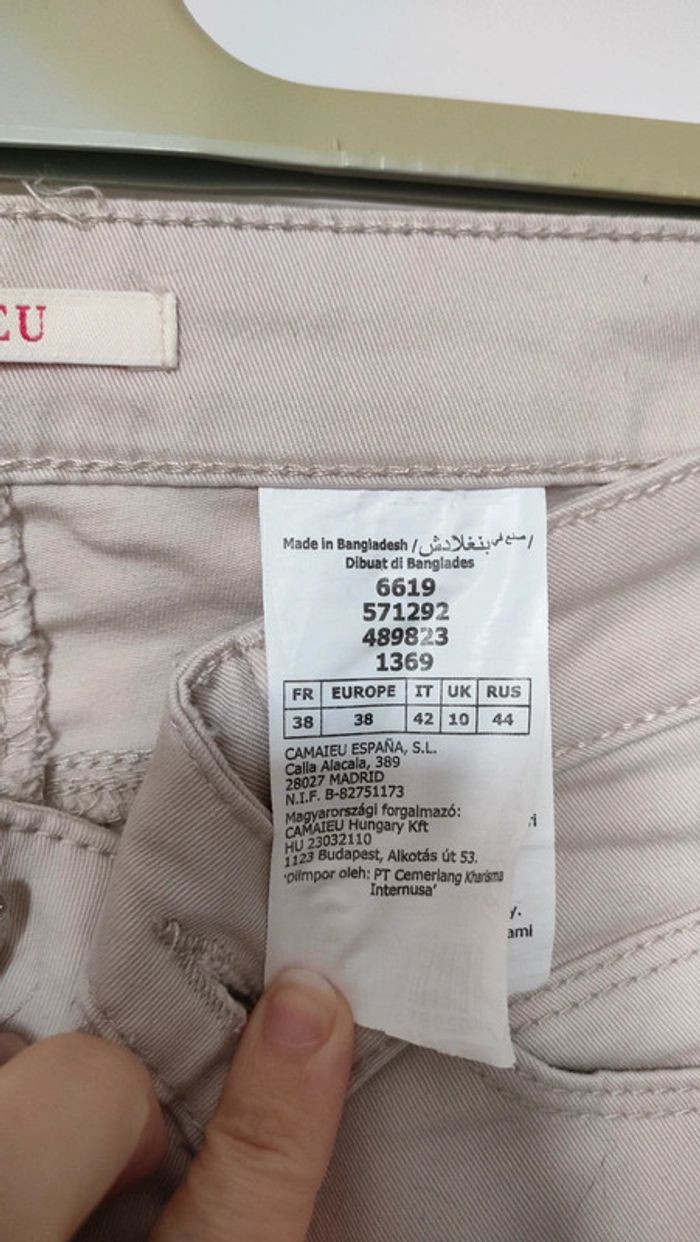 EU
Made in Bangladesh / صنع في بنغلادش /
Dibuat di Banglades
6619
571292
489823
1369
FR EUROPE IT UK RUS
38 38 42 10 44
CAMAIEU ESPAÑA, S.L.
Calla Alacala, 389
28027 MADRID
N.I.F. B-82751173
Magyarországi forgalmazó:
CAMAIEU Hungary Kft
HU 23032110
1123 Budapest, Alkotás út 53.
'Diimpor oleh: PT Cemerlang Kharisma
Internusa'
ri
y.
ami